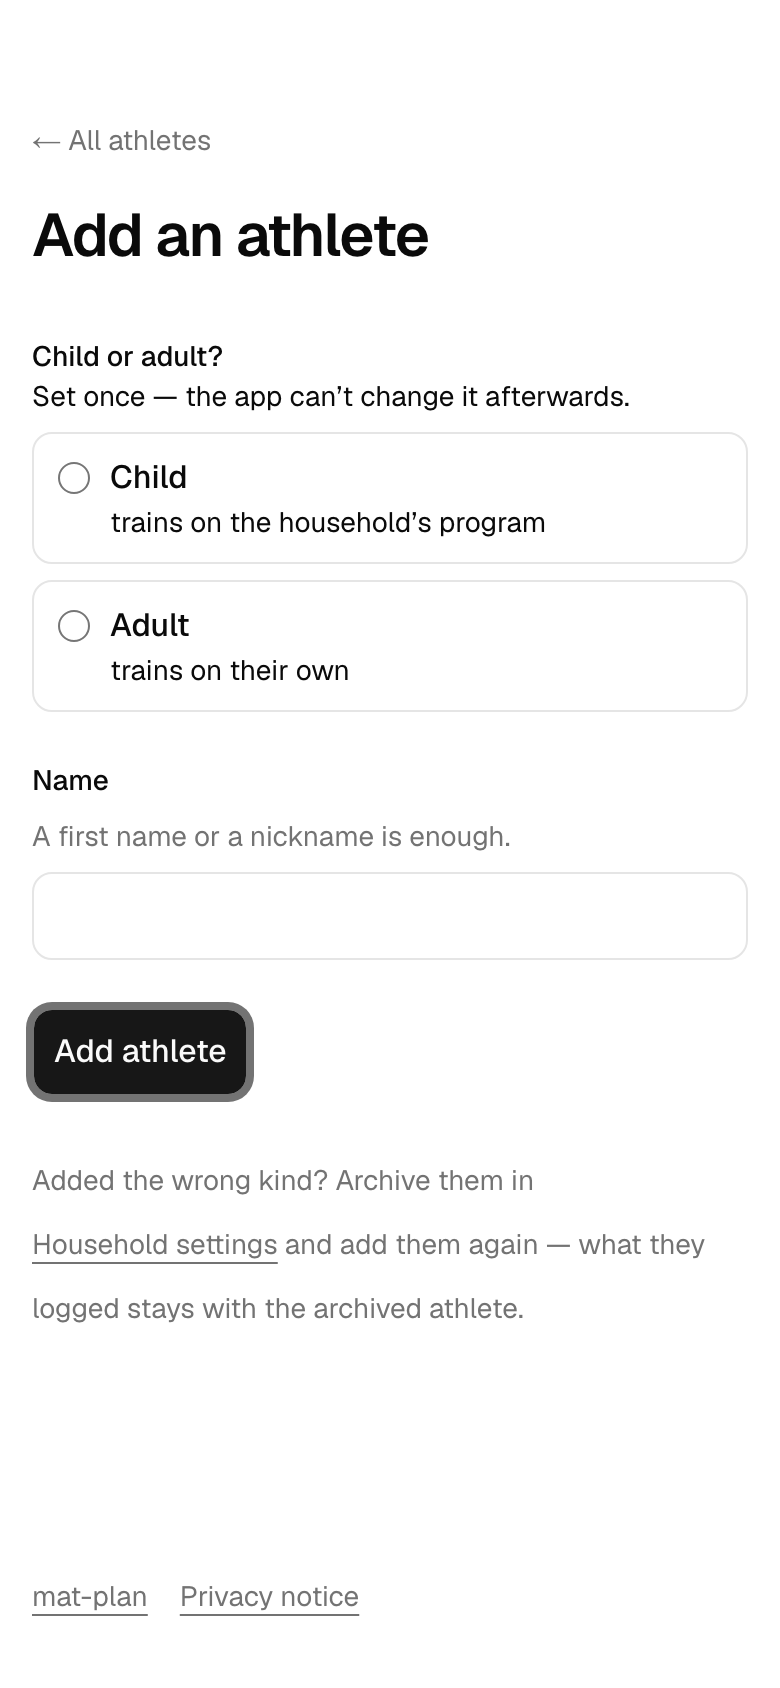 ← All athletes
Add an athlete
Child or adult?
Set once — the app can’t change it afterwards.
Child
trains on the household’s program
Adult
trains on their own
Name
A first name or a nickname is enough.
Add athlete
Added the wrong kind? Archive them in
Household settings and add them again — what they
logged stays with the archived athlete.
mat-plan Privacy notice